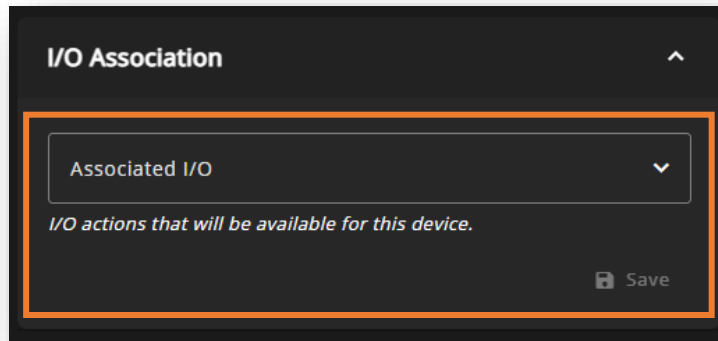 I/O Association
Associated I/O
I/O actions that will be available for this device.
Save